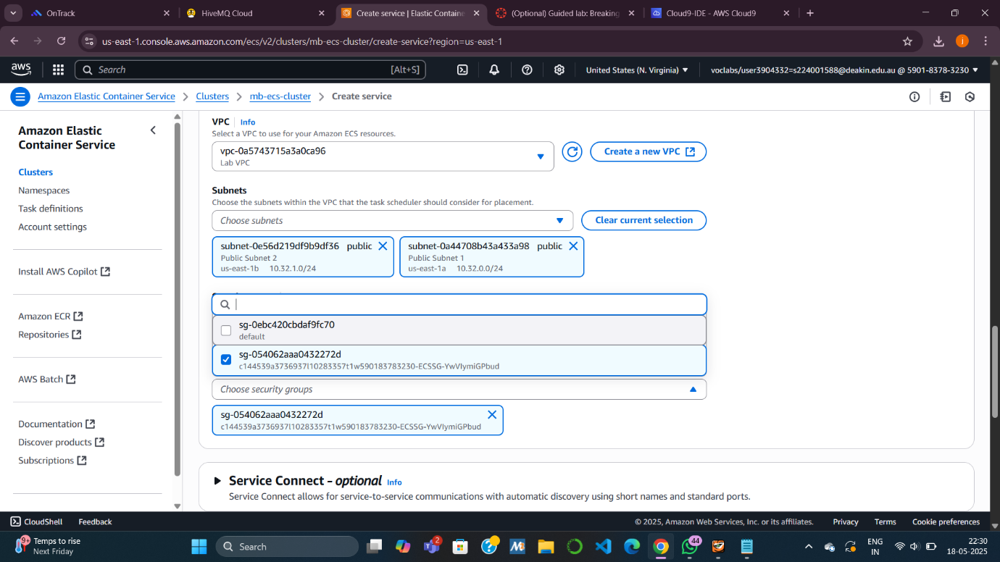 OnTrack
HiveMQ Cloud
Create service | Elastic Containe
(Optional) Guided lab: Breaking
Cloud9-IDE - AWS Cloud9
us-east-1.console.aws.amazon.com/ecs/v2/clusters/mb-ecs-cluster/create-service?region=us-east-1
j
aws
Search
[Alt+S]
United States (N. Virginia)
voclabs/user3904332=s224001588@deakin.edu.au @ 5901-8378-3230
Amazon Elastic Container Service
Clusters
mb-ecs-cluster
Create service
Amazon Elastic
Container Service
Clusters
Namespaces
Task definitions
Account settings
Install AWS Copilot
Amazon ECR
Repositories
AWS Batch
Documentation
Discover products
Subscriptions
VPC
Info
Select a VPC to use for your Amazon ECS resources.
vpc-0a5743715a3a0ca96
Lab VPC
Create a new VPC
Subnets
Choose the subnets within the VPC that the task scheduler should consider for placement.
Choose subnets
Clear current selection
subnet-0e56d219df9b9df36 public
Public Subnet 2
us-east-1b 10.32.1.0/24
subnet-0a44708b43a433a98 public
Public Subnet 1
us-east-1a 10.32.0.0/24
sg-0ebc420cbdaf9fc70
default
sg-054062aaa0432272d
c144539a3736937l10283357t1w590183783230-ECSSG-YwVIymiGPbud
Choose security groups
sg-054062aaa0432272d
c144539a3736937l10283357t1w590183783230-ECSSG-YwVIymiGPbud
Service Connect - optional
Info
Service Connect allows for service-to-service communications with automatic discovery using short names and standard ports.
CloudShell
Feedback
© 2025, Amazon Web Services, Inc. or its affiliates.
Privacy
Terms
Cookie preferences
9+
Temps to rise
Next Friday
Search
2
44
ENG
IN
22:30
18-05-2025